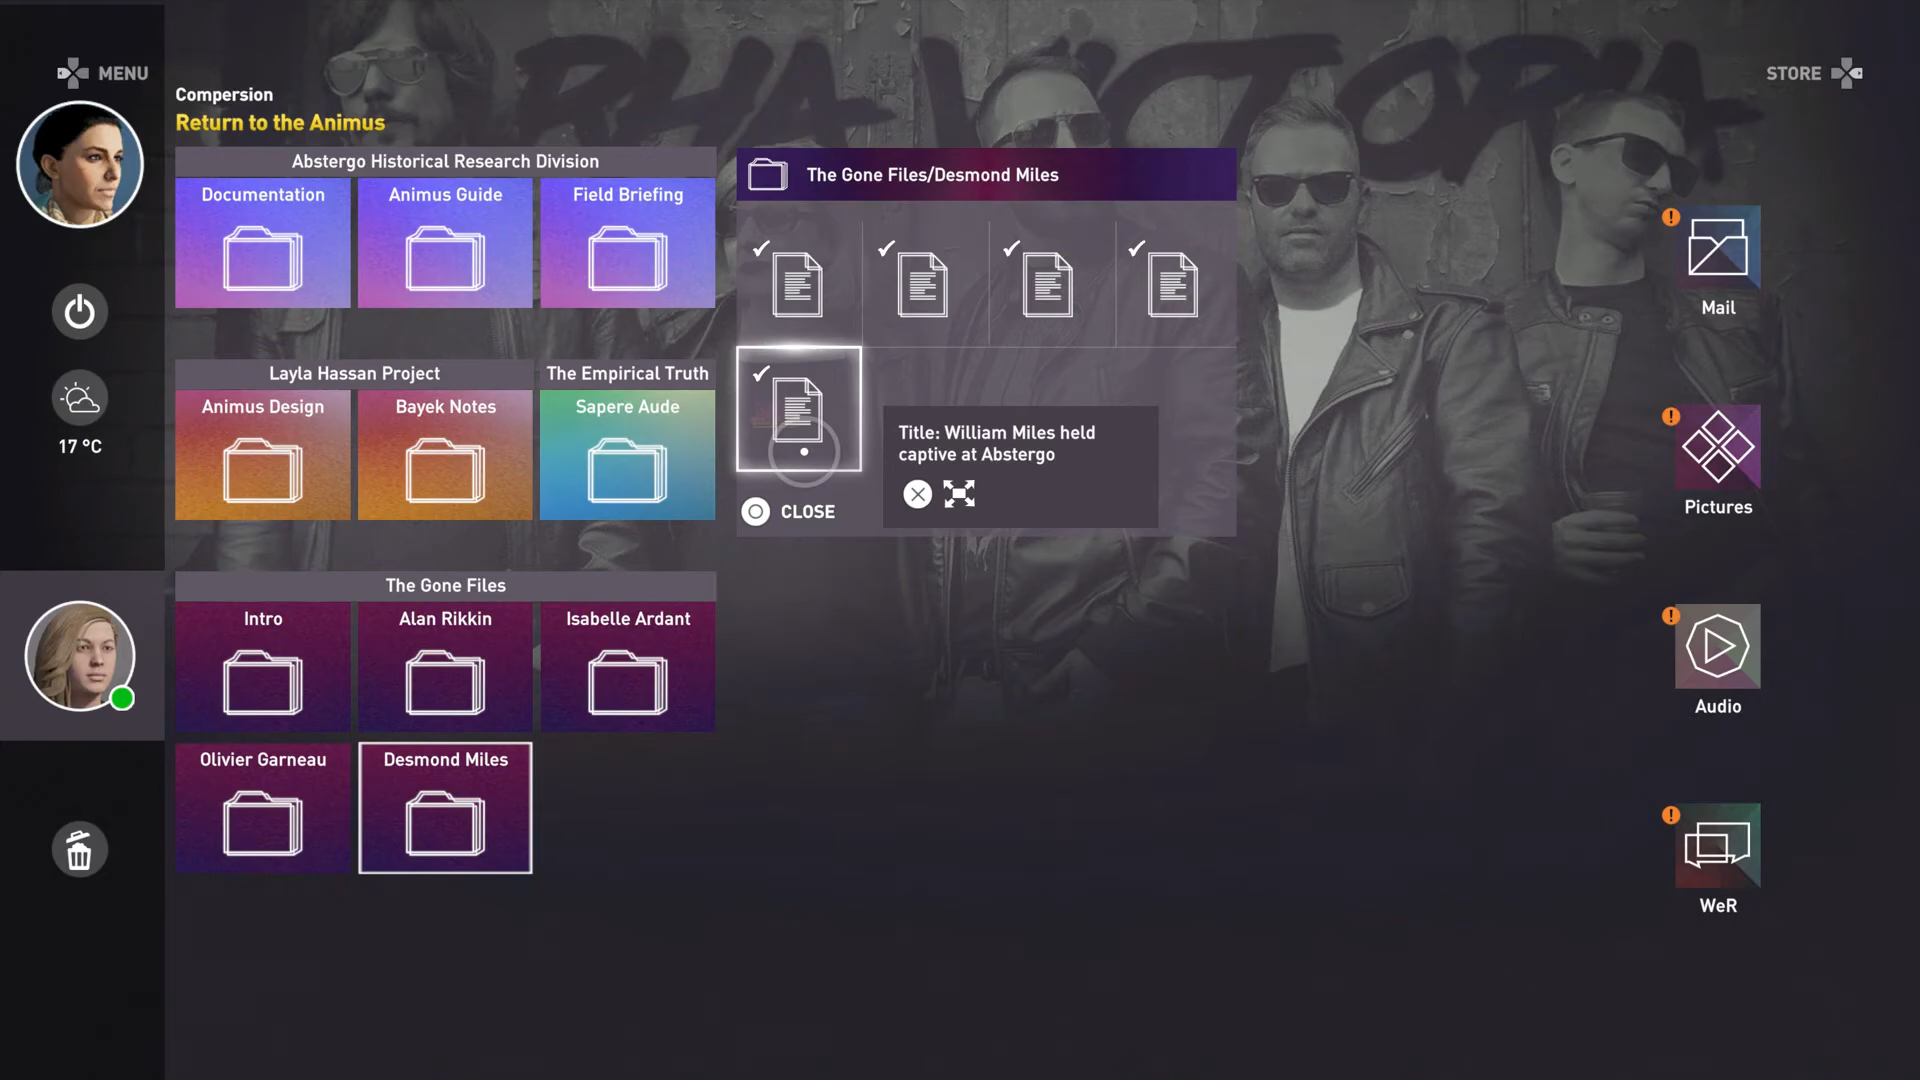 MENU
STORE
Compersion
Return to the Animus
Abstergo Historical Research Division
Documentation
Animus Guide
Field Briefing
Layla Hassan Project
The Empirical Truth
Animus Design
Bayek Notes
Sapere Aude
The Gone Files
Intro
Alan Rikkin
Isabelle Ardant
Olivier Garneau
Desmond Miles
17 °C
The Gone Files/Desmond Miles
Title: William Miles held
captive at Abstergo
CLOSE
!
Mail
!
Pictures
!
Audio
!
WeR